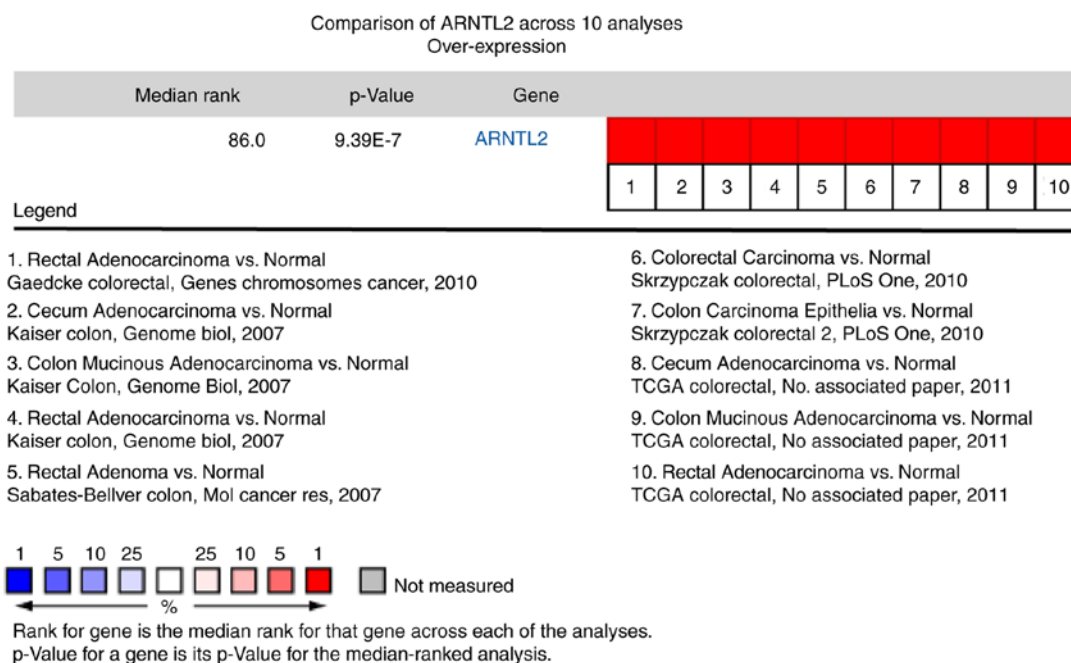 Comparison of ARNTL2 across 10 analyses
Over-expression
Median rank p-Value Gene
86.0 9.39E-7 ARNTL2
1 2 3 4 5 6 7 8 9 10
Legend
1. Rectal Adenocarcinoma vs. Normal
Gaedcke colorectal, Genes chromosomes cancer, 2010
2. Cecum Adenocarcinoma vs. Normal
Kaiser colon, Genome biol, 2007
3. Colon Mucinous Adenocarcinoma vs. Normal
Kaiser Colon, Genome Biol, 2007
4. Rectal Adenocarcinoma vs. Normal
Kaiser colon, Genome biol, 2007
5. Rectal Adenoma vs. Normal
Sabates-Bellver colon, Mol cancer res, 2007
6. Colorectal Carcinoma vs. Normal
Skrzypczak colorectal, PLoS One, 2010
7. Colon Carcinoma Epithelia vs. Normal
Skrzypczak colorectal 2, PLoS One, 2010
8. Cecum Adenocarcinoma vs. Normal
TCGA colorectal, No. associated paper, 2011
9. Colon Mucinous Adenocarcinoma vs. Normal
TCGA colorectal, No associated paper, 2011
10. Rectal Adenocarcinoma vs. Normal
TCGA colorectal, No associated paper, 2011
1 5 10 25 25 10 5 1
Not measured
%
Rank for gene is the median rank for that gene across each of the analyses.
p-Value for a gene is its p-Value for the median-ranked analysis.